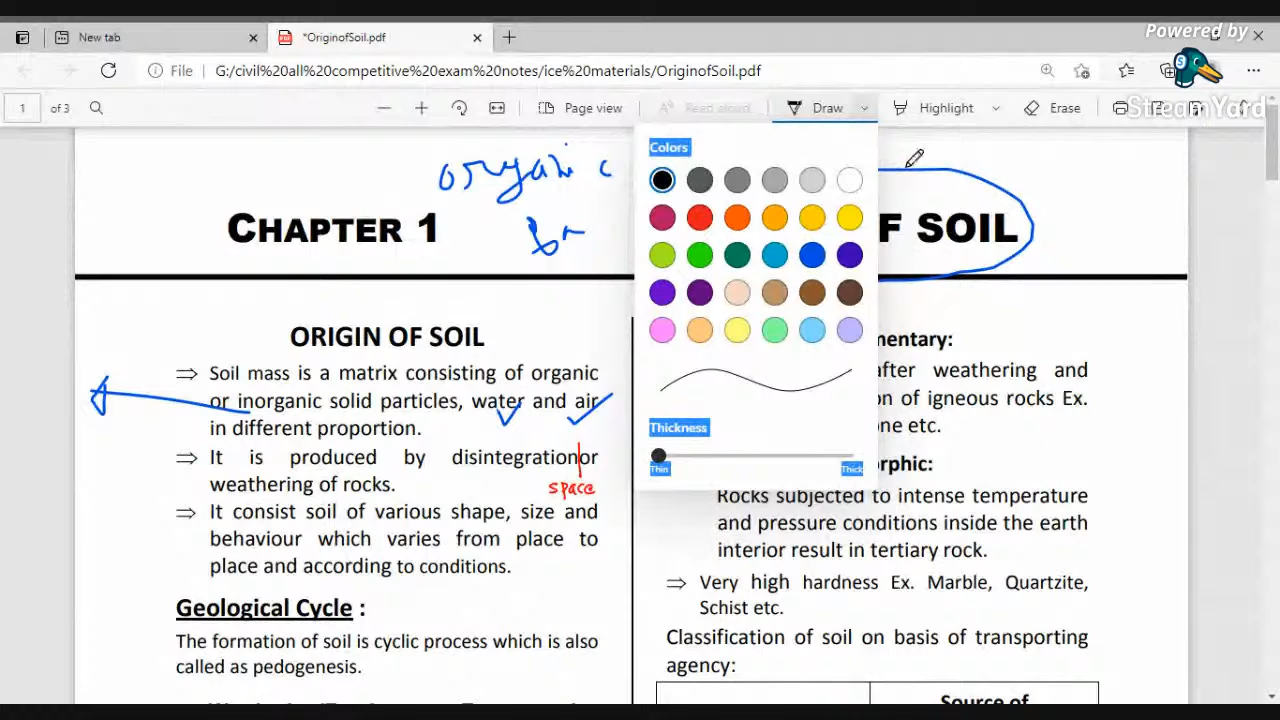 Powered by
StreamYard
New tab
*OriginofSoil.pdf
File
G:/civil%20all%20competitive%20exam%20notes/ice%20materials/OriginofSoil.pdf
1 of 3
Page view
Read aloud
Draw
Highlight
Erase
Colors
Thickness
Thin
Thick
organic
CHAPTER 1
OF SOIL
ORIGIN OF SOIL
⇒ Soil mass is a matrix consisting of organic
or inorganic solid particles, water and air
in different proportion.
⇒ It is produced by disintegrationor
space
weathering of rocks.
⇒ It consist soil of various shape, size and
behaviour which varies from place to
place and according to conditions.
Geological Cycle :
The formation of soil is cyclic process which is also
called as pedogenesis.
mentary:
after weathering and
on of igneous rocks Ex.
one etc.
rphic:
Rocks subjected to intense temperature
and pressure conditions inside the earth
interior result in tertiary rock.
⇒ Very high hardness Ex. Marble, Quartzite,
Schist etc.
Classification of soil on basis of transporting
agency:
Source of